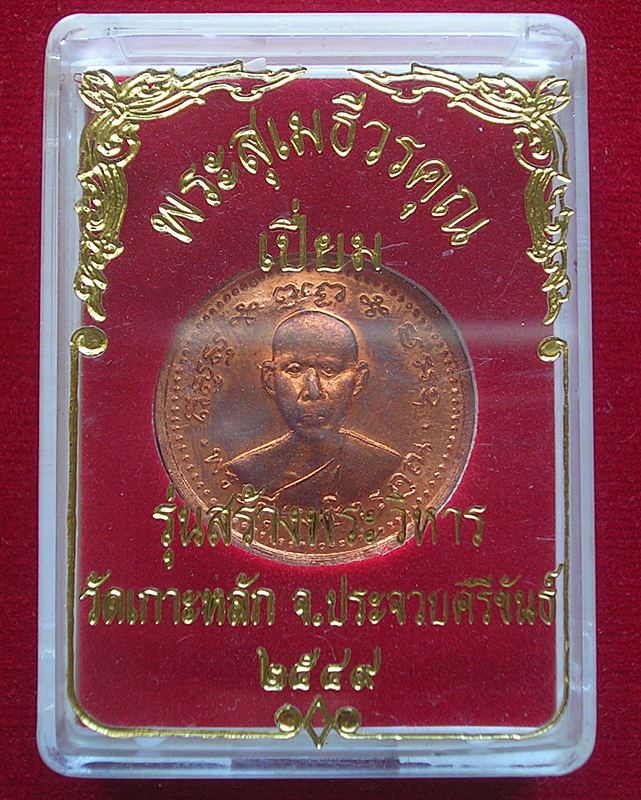 พระสุเมธีวรคุณ
เปี่ยม
รุ่นสร้างพระวิหาร
วัดเกาะหลัก จ.ประจวบคีรีขันธ์
๒๕๔๙